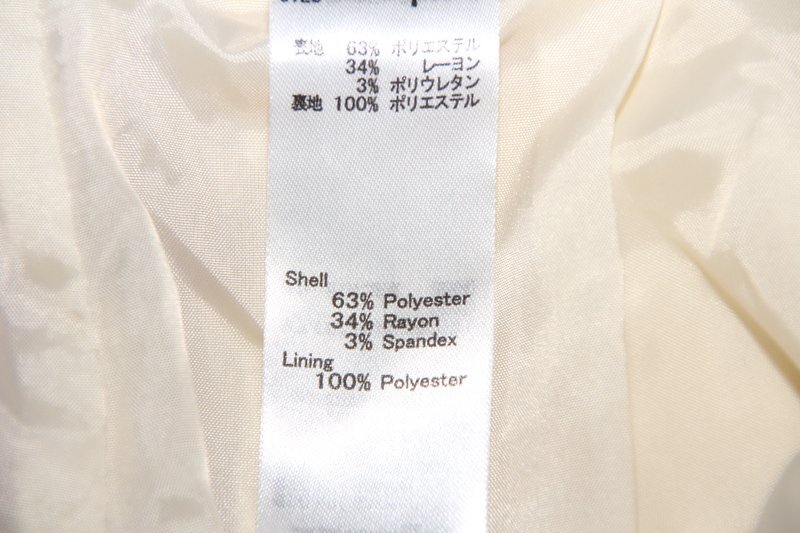 表地 63% ポリエステル
34% レーヨン
3% ポリウレタン
裏地 100% ポリエステル
Shell
63% Polyester
34% Rayon
3% Spandex
Lining
100% Polyester